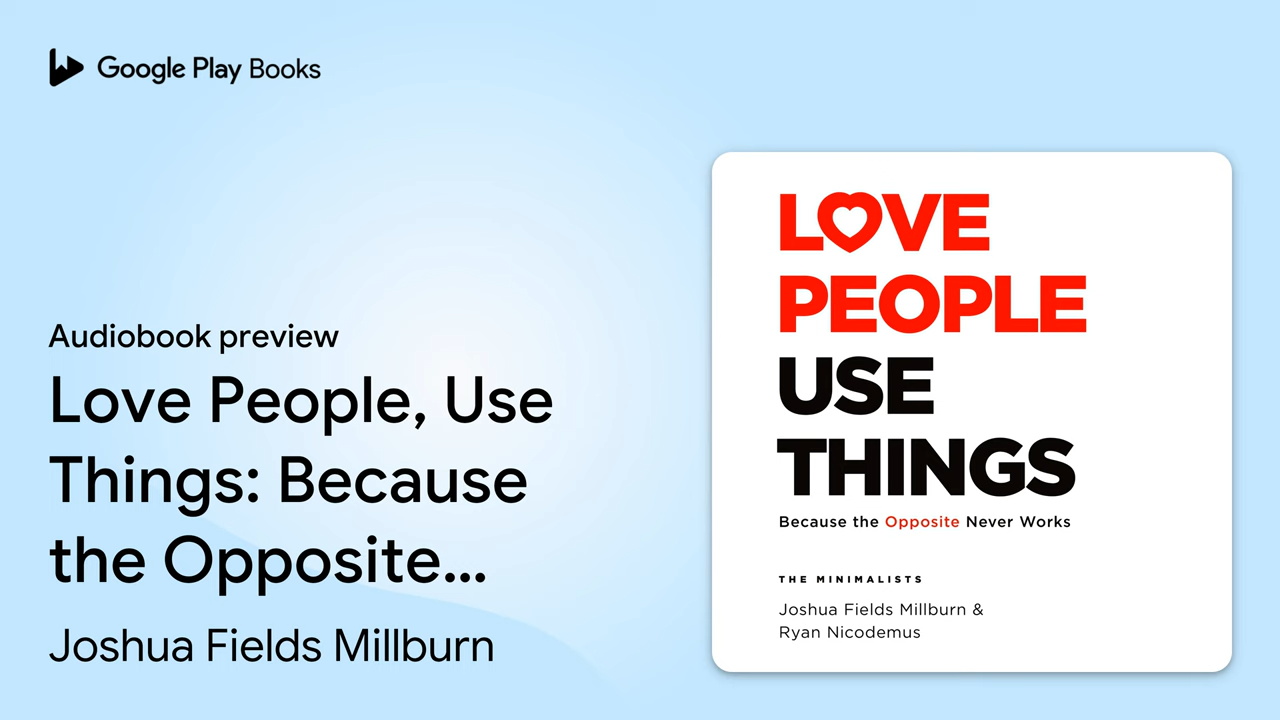 Google Play Books
Audiobook preview
Love People, Use
Things: Because
the Opposite...
Joshua Fields Millburn
LOVE
PEOPLE
USE
THINGS
Because the Opposite Never Works
THE MINIMALISTS
Joshua Fields Millburn &
Ryan Nicodemus